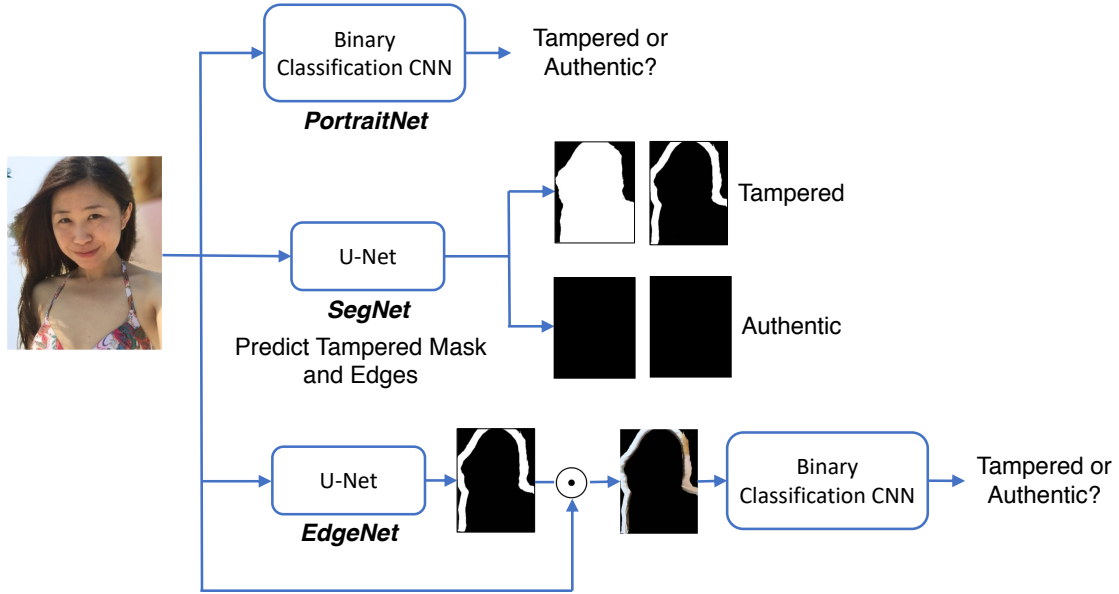 Binary
Classification CNN
PortraitNet
Tampered or
Authentic?
Tampered
U-Net
SegNet
Authentic
Predict Tampered Mask
and Edges
U-Net
EdgeNet
Binary
Classification CNN
Tampered or
Authentic?